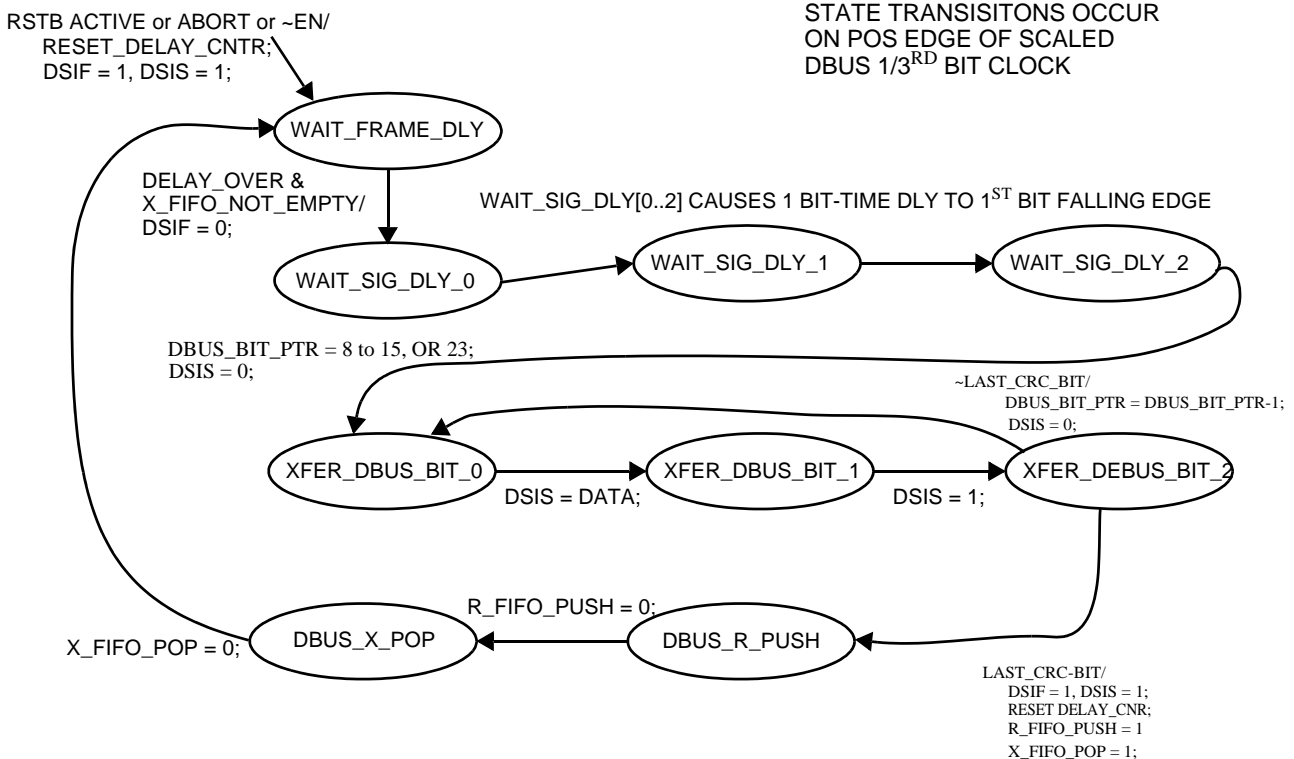 RSTB ACTIVE or ABORT or ~EN/
RESET_DELAY_CNTR;
DSIF = 1, DSIS = 1;
STATE TRANSISITONS OCCUR
ON POS EDGE OF SCALED
DBUS 1/3RD BIT CLOCK
WAIT_FRAME_DLY
DELAY_OVER &
X_FIFO_NOT_EMPTY/
DSIF = 0;
WAIT_SIG_DLY[0..2] CAUSES 1 BIT-TIME DLY TO 1ST BIT FALLING EDGE
WAIT_SIG_DLY_0
WAIT_SIG_DLY_1
WAIT_SIG_DLY_2
DBUS_BIT_PTR = 8 to 15, OR 23;
DSIS = 0;
~LAST_CRC_BIT/
DBUS_BIT_PTR = DBUS_BIT_PTR-1;
DSIS = 0;
XFER_DBUS_BIT_0
DSIS = DATA;
XFER_DBUS_BIT_1
DSIS = 1;
XFER_DEBUS_BIT_2
R_FIFO_PUSH = 0;
X_FIFO_POP = 0;
DBUS_X_POP
DBUS_R_PUSH
LAST_CRC-BIT/
DSIF = 1, DSIS = 1;
RESET DELAY_CNR;
R_FIFO_PUSH = 1
X_FIFO_POP = 1;